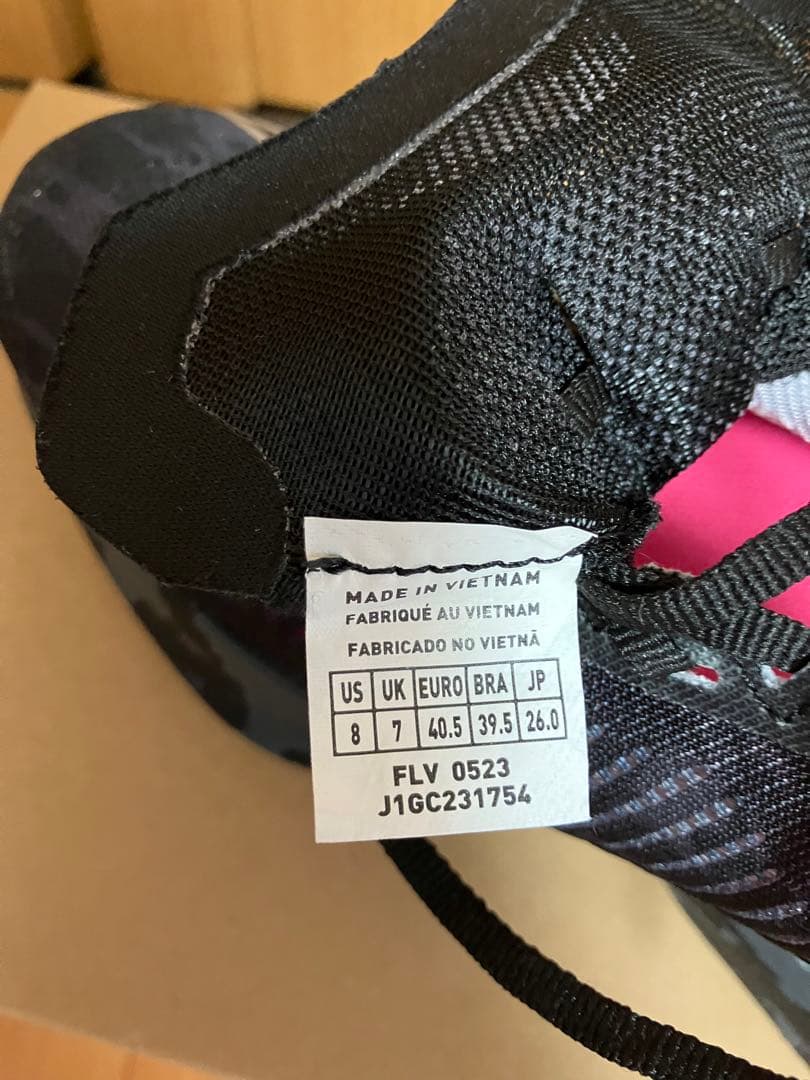 MADE IN VIETNAM
FABRIQUÉ AU VIETNAM
FABRICADO NO VIETNÃ
US UK EURO BRA JP
8 7 40.5 39.5 26.0
FLV 0523
J1GC231754